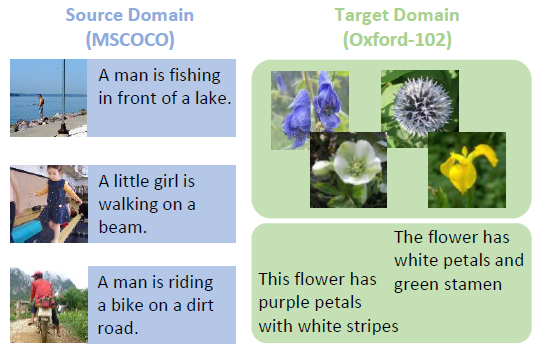 Source Domain
(MSCOCO)
Target Domain
(Oxford-102)
A man is fishing
in front of a lake.
A little girl is
walking on a
beam.
A man is riding
a bike on a dirt
road.
The flower has
white petals and
green stamen
This flower has
purple petals
with white stripes